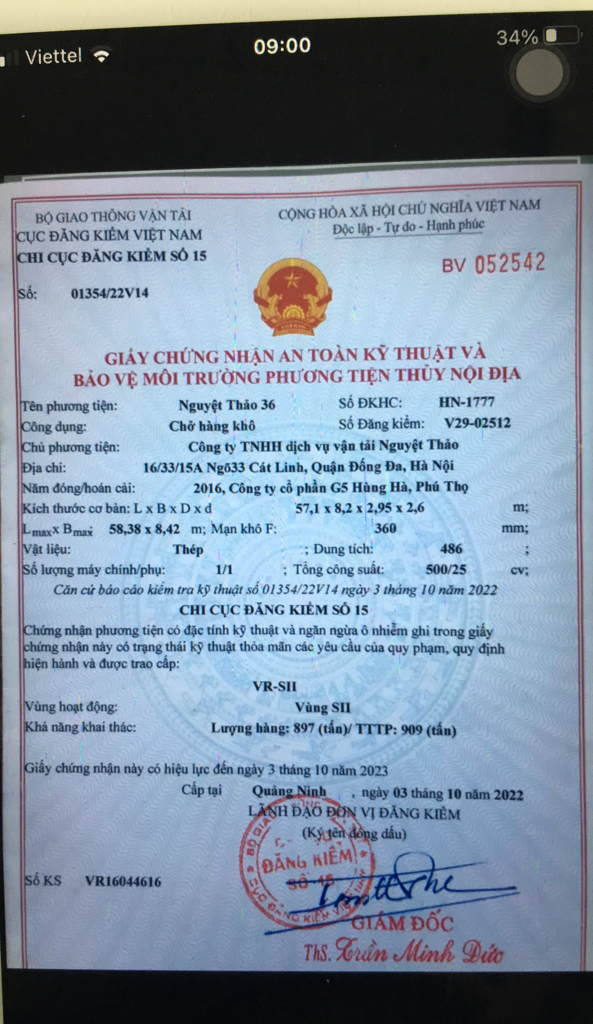 Viettel
09:00
34%
BỘ GIAO THÔNG VẬN TẢI
CỤC ĐĂNG KIỂM VIỆT NAM
CHI CỤC ĐĂNG KIỂM SỐ 15
CỘNG HÒA XÃ HỘI CHỦ NGHĨA VIỆT NAM
Độc lập - Tự do - Hạnh phúc
BV 052542
Số: 01354/22V14
GIẤY CHỨNG NHẬN AN TOÀN KỸ THUẬT VÀ
BẢO VỆ MÔI TRƯỜNG PHƯƠNG TIỆN THỦY NỘI ĐỊA
Tên phương tiện: Nguyệt Thảo 36 Số ĐKHC: HN-1777
Công dụng: Chở hàng khô Số Đăng kiểm: V29-02512
Chủ phương tiện: Công ty TNHH dịch vụ vận tải Nguyệt Thảo
Địa chỉ: 16/33/15A Ngõ33 Cát Linh, Quận Đống Đa, Hà Nội
Năm đóng/hoán cải: 2016, Công ty cổ phần G5 Hùng Hà, Phú Thọ
Kích thước cơ bản: L x B x D x d 57,1 x 8,2 x 2,95 x 2,6 m;
Lmax x Bmax: 58,38 x 8,42 m; Mạn khô F: 360 mm;
Vật liệu: Thép ; Dung tích: 486 ;
Số lượng máy chính/phụ: 1/1 ; Tổng công suất: 500/25 cv;
Căn cứ báo cáo kiểm tra kỹ thuật số 01354/22V14 ngày 3 tháng 10 năm 2022
CHI CỤC ĐĂNG KIỂM SỐ 15
Chứng nhận phương tiện có đặc tính kỹ thuật và ngăn ngừa ô nhiễm ghi trong giấy
chứng nhận này có trạng thái kỹ thuật thỏa mãn các yêu cầu của quy phạm, quy định
hiện hành và được trao cấp:
VR-SII
Vùng hoạt động: Vùng SII
Khả năng khai thác: Lượng hàng: 897 (tấn)/ TTTP: 909 (tấn)
Giấy chứng nhận này có hiệu lực đến ngày 3 tháng 10 năm 2023
Cấp tại Quảng Ninh , ngày 03 tháng 10 năm 2022
LÃNH ĐẠO ĐƠN VỊ ĐĂNG KIỂM
(Ký tên đóng dấu)
ĐĂNG KIỂM
SỐ 15
CỤC ĐĂNG KIỂM VIỆT NAM
Số KS VR16044616
GIÁM ĐỐC
ThS. Trần Minh Đức